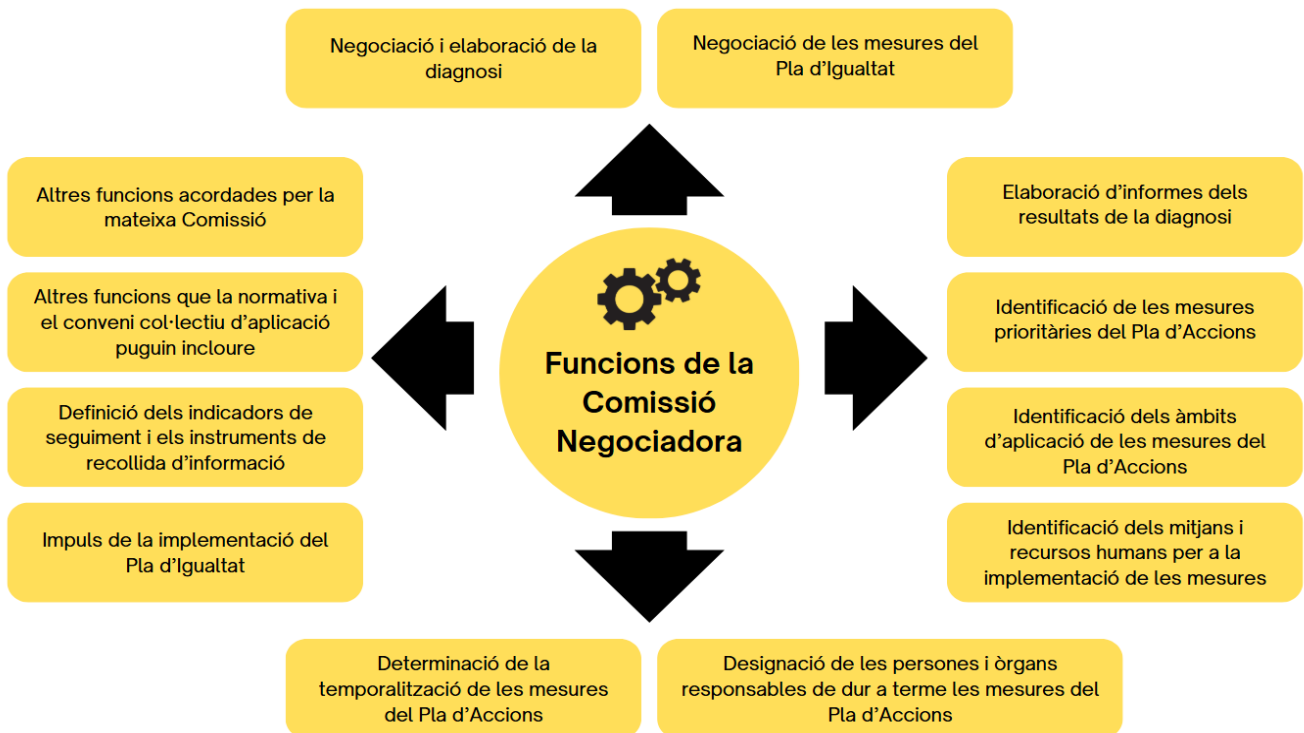 Negociació i elaboració de la
diagnosi
Negociació de les mesures del
Pla d'Igualtat
Altres funcions acordades per la
mateixa Comissió
Altres funcions que la normativa i
el conveni col·lectiu d'aplicació
puguin incloure
Definició dels indicadors de
seguiment i els instruments de
recollida d'informació
Impuls de la implementació del
Pla d'Igualtat
Funcions de la
Comissió
Negociadora
Elaboració d'informes dels
resultats de la diagnosi
Identificació de les mesures
prioritàries del Pla d'Accions
Identificació dels àmbits
d'aplicació de les mesures del
Pla d'Accions
Identificació dels mitjans i
recursos humans per a la
implementació de les mesures
Determinació de la
temporalització de les mesures
del Pla d'Accions
Designació de les persones i òrgans
responsables de dur a terme les mesures del
Pla d'Accions